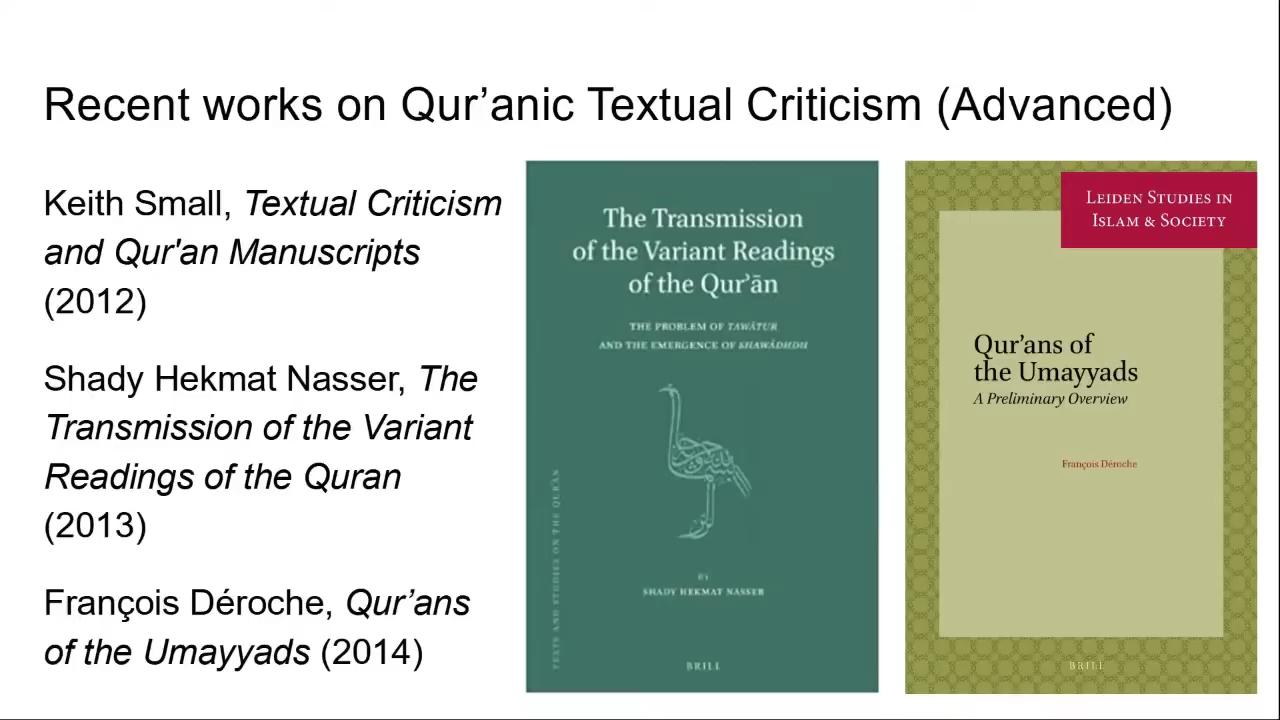 Recent works on Qur’anic Textual Criticism (Advanced)
Keith Small, Textual Criticism
and Qur'an Manuscripts
(2012)
Shady Hekmat Nasser, The
Transmission of the Variant
Readings of the Quran
(2013)
François Déroche, Qur’ans
of the Umayyads (2014)
The Transmission
of the Variant Readings
of the Qur’ān
THE PROBLEM OF TAWĀTUR
AND THE EMERGENCE OF SHAWĀDHDH
BY
SHADY HEKMAT NASSER
TEXTS AND STUDIES ON THE QUR’ĀN
BRILL
LEIDEN STUDIES IN
ISLAM & SOCIETY
Qur’ans of
the Umayyads
A Preliminary Overview
François Déroche
BRILL